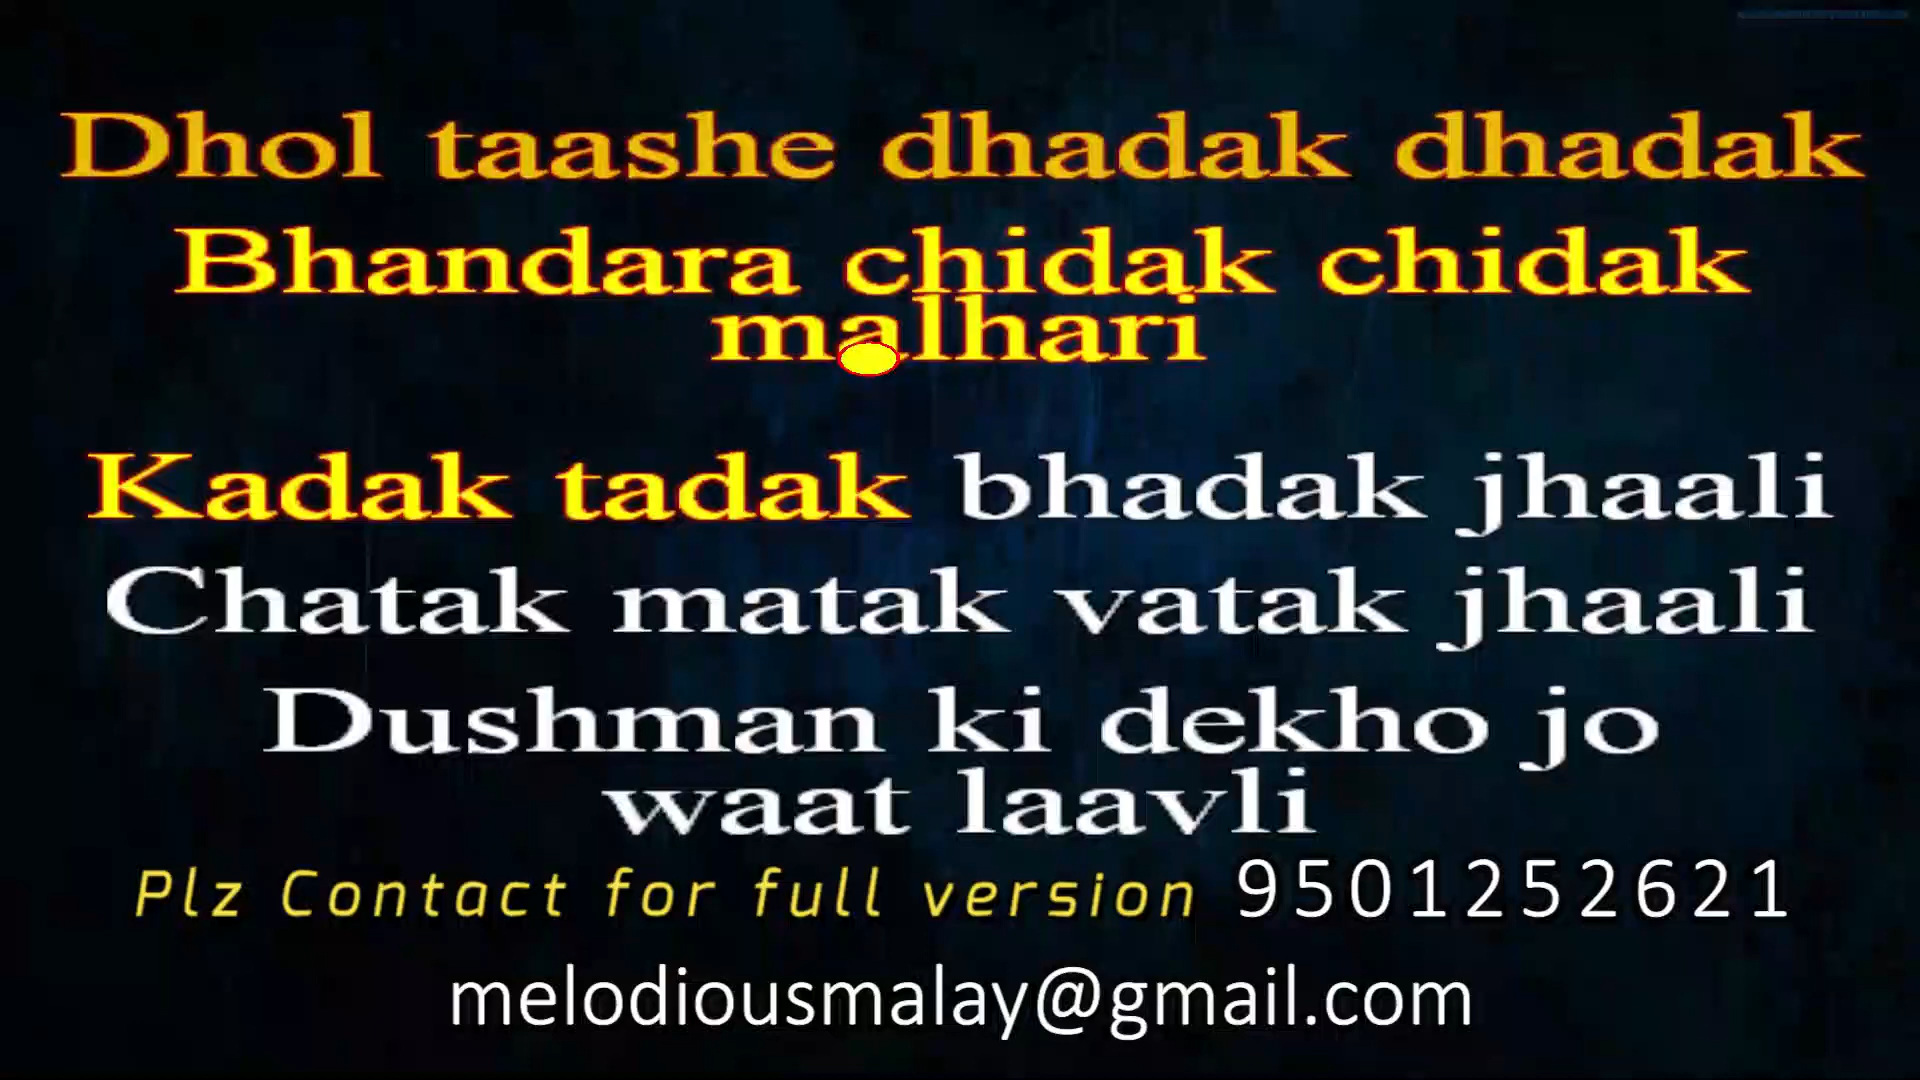 Dhol taashe dhadak dhadak
Bhandara chidak chidak
malhari
Kadak tadak bhadak jhaali
Chatak matak vatak jhaali
Dushman ki dekho jo
waat laavli
Plz Contact for full version 9501252621
melodiousmalay@gmail.com